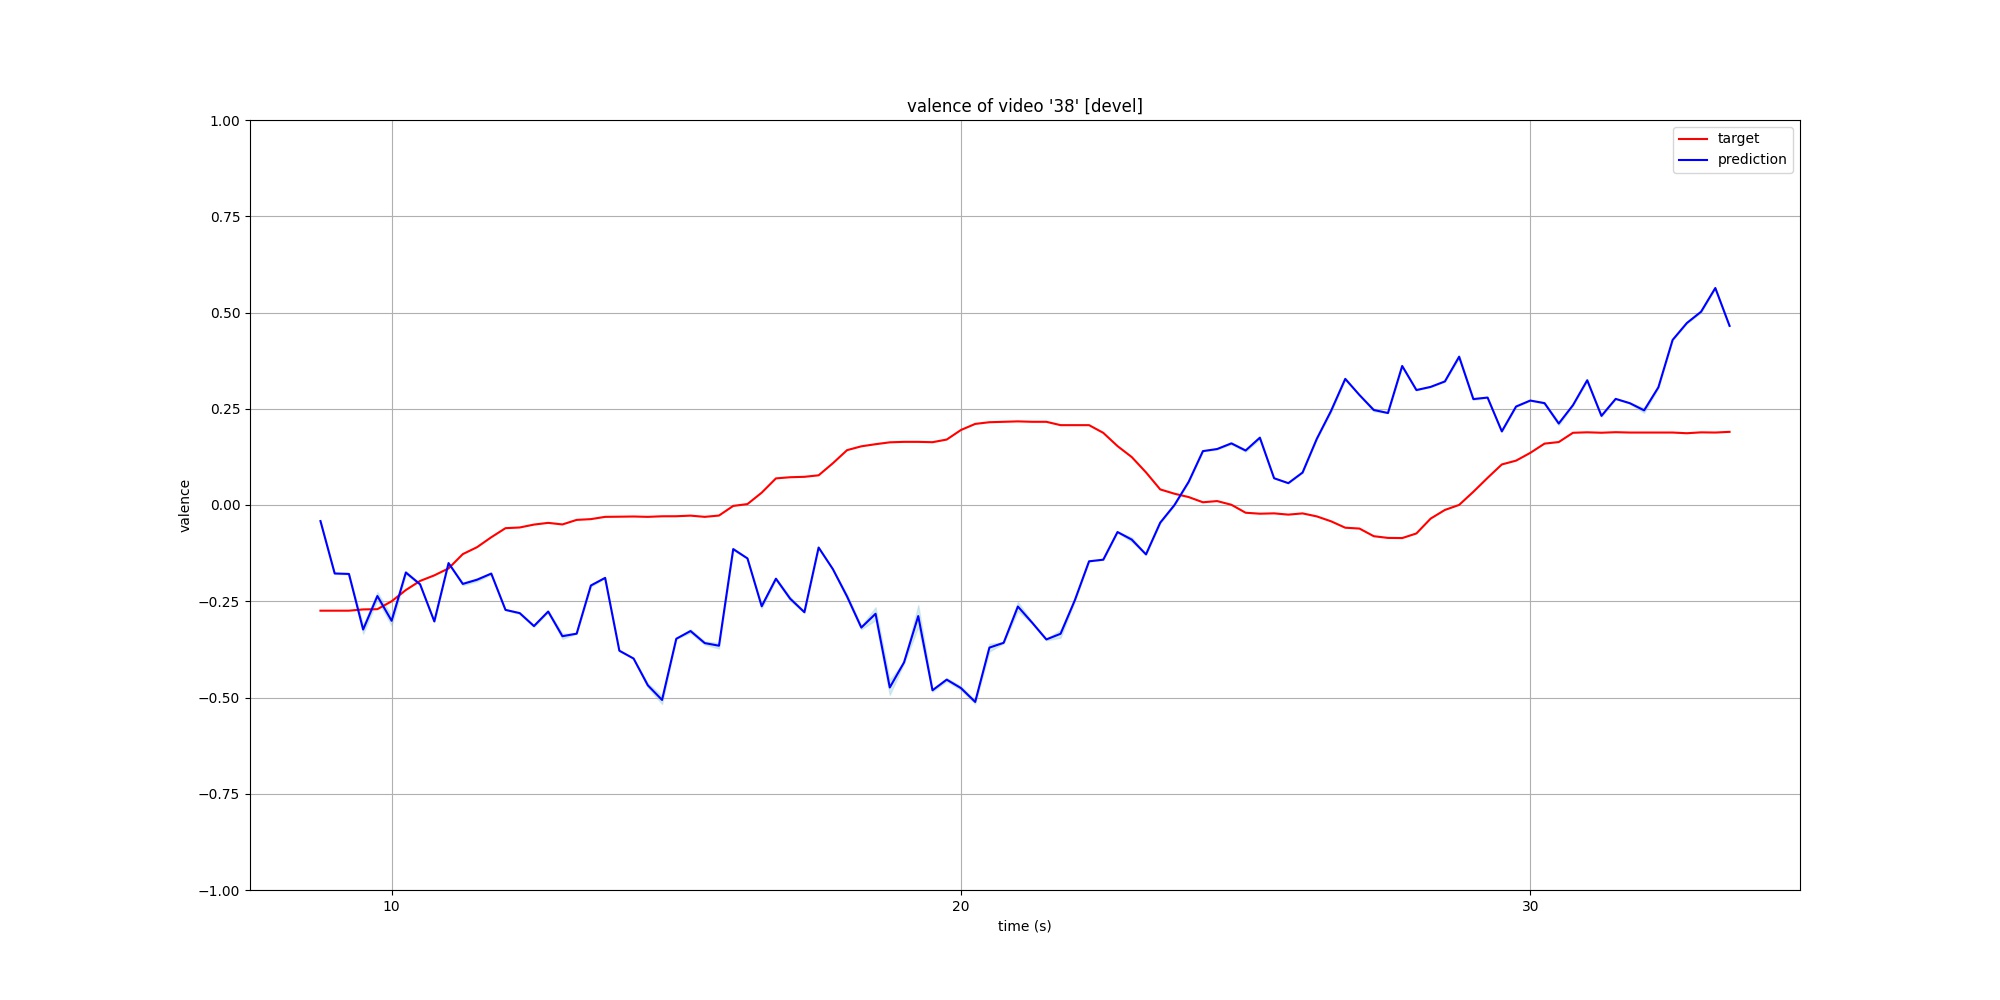 valence of video '38' [devel]
target
prediction
1.00
0.75
0.50
0.25
0.00
−0.25
−0.50
−0.75
−1.00
valence
10 20 30
time (s)